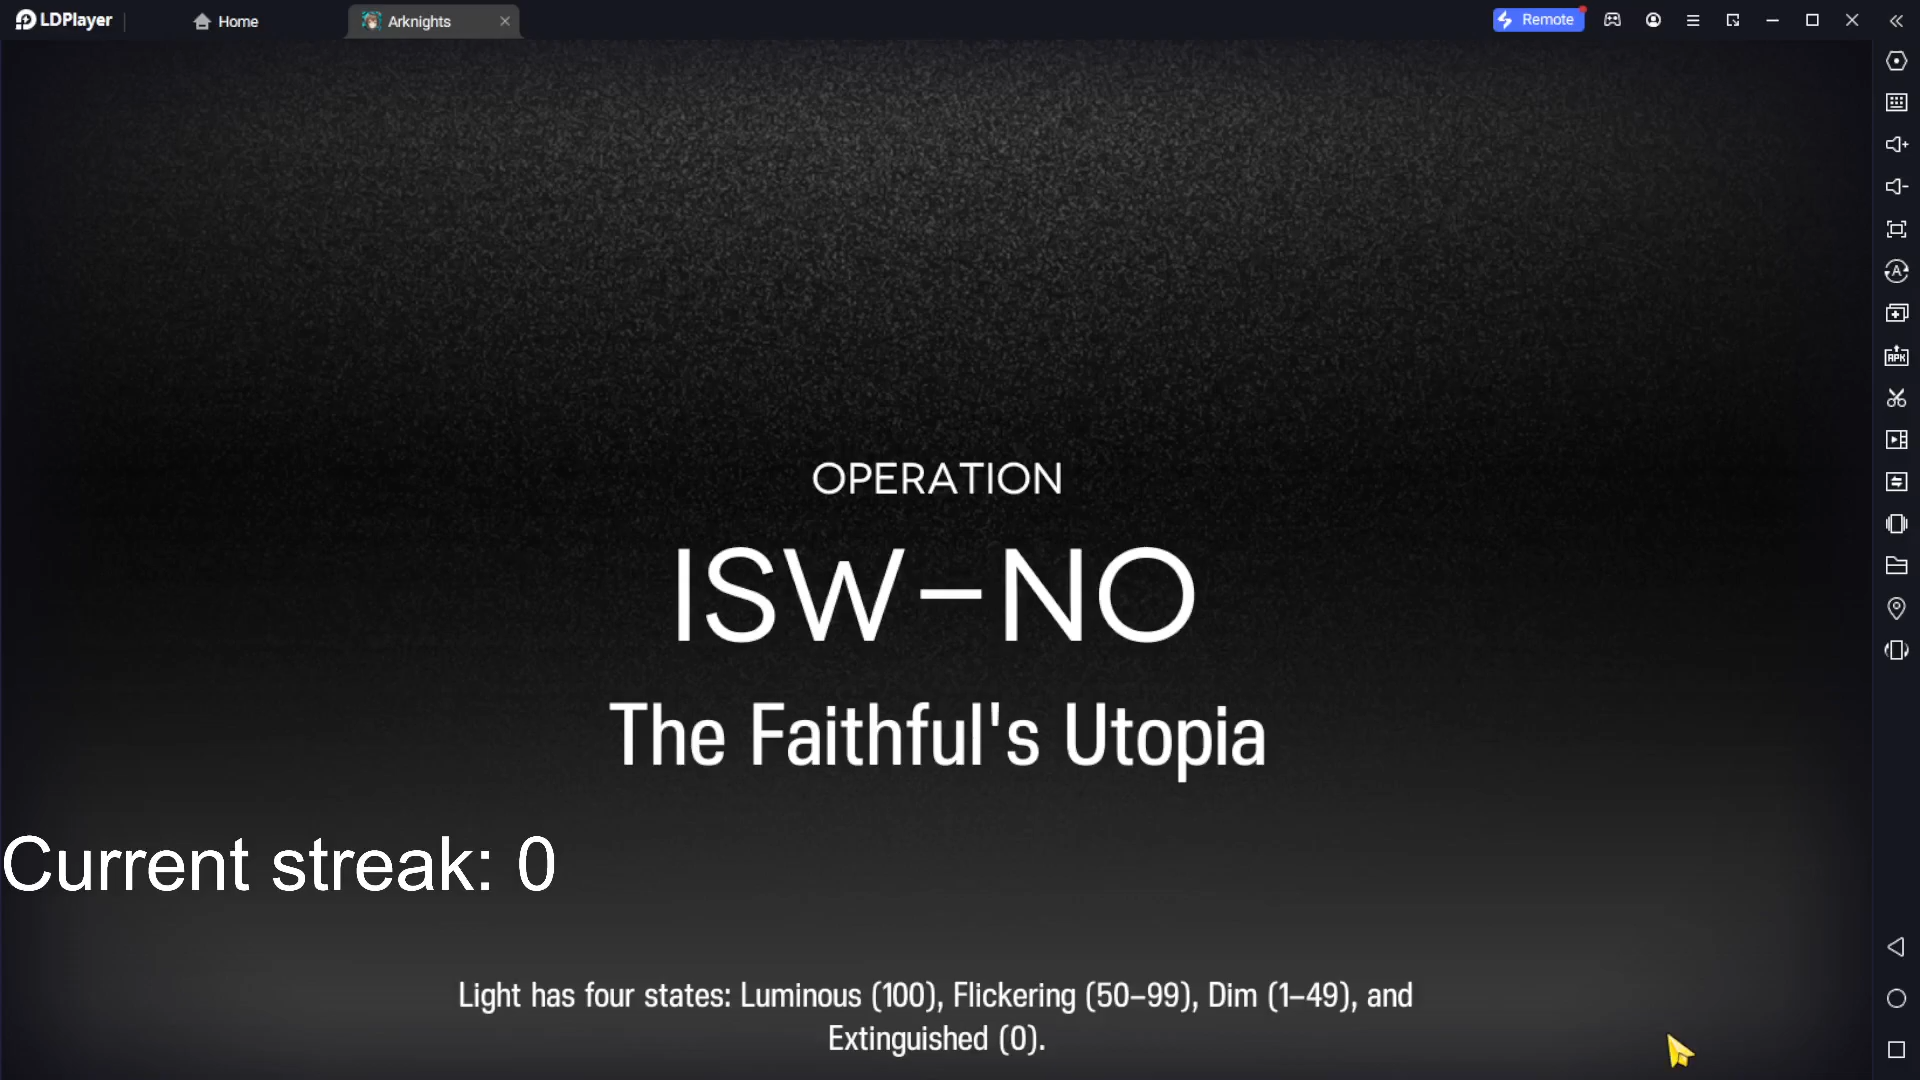 LDPlayer
Home
Arknights
Remote
OPERATION
ISW-NO
The Faithful's Utopia
Current streak: 0
Light has four states: Luminous (100), Flickering (50–99), Dim (1–49), and
Extinguished (0).
APK